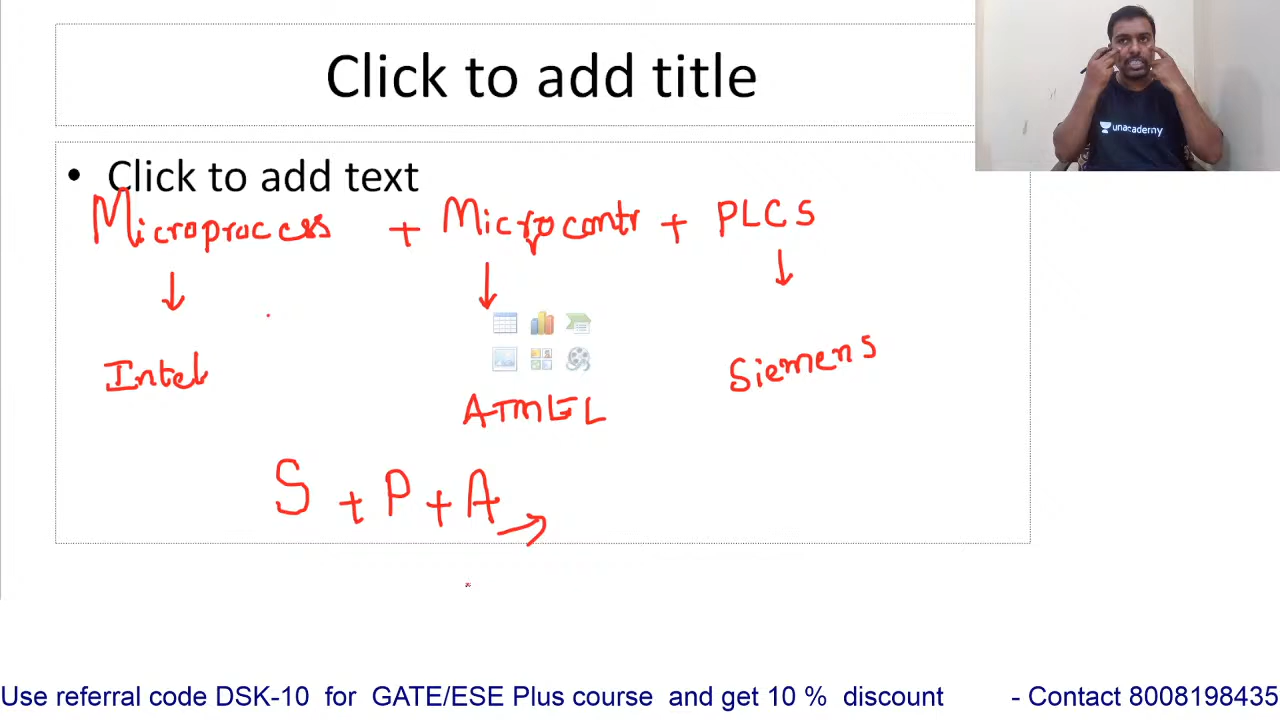 Click to add title
unacademy
• Click to add text
Microprocess + Microcontr + PLCS
Intel
Siemens
ATMEL
S + P + A
Use referral code DSK-10 for GATE/ESE Plus course and get 10 % discount - Contact 8008198435